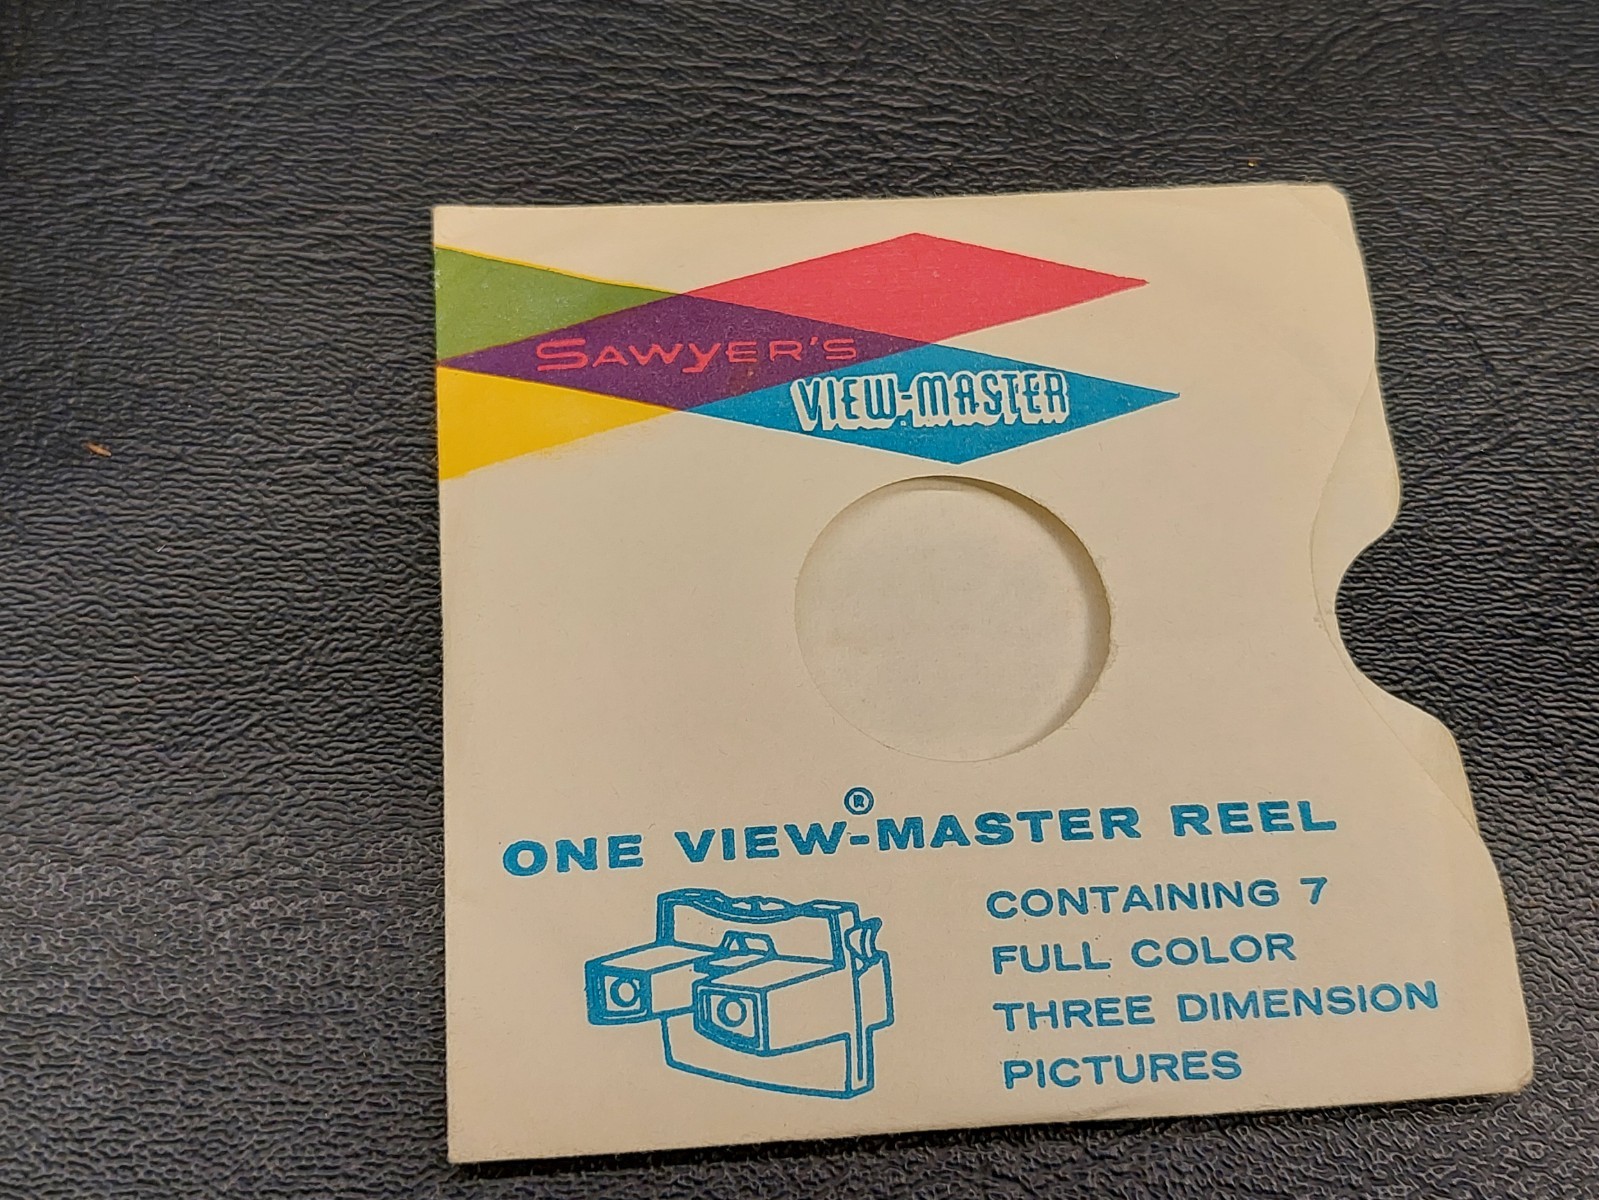 SAWYER'S
VIEW-MASTER
ONE VIEW®-MASTER REEL
CONTAINING 7
FULL COLOR
THREE DIMENSION
PICTURES